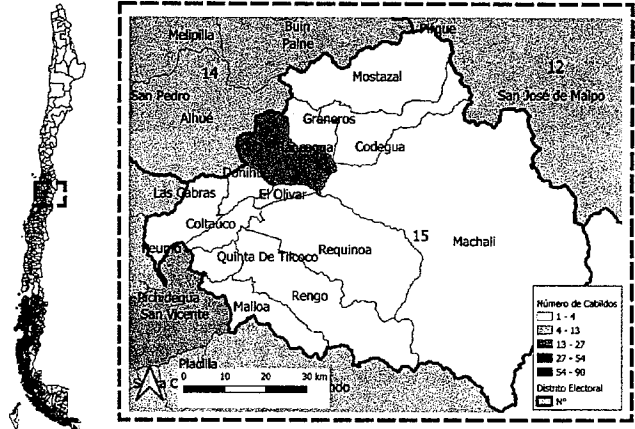 Buin
Melipilla
Paine
Pirque
14
12
Mostazal
San Pedro
San José de Maipo
Alhué
Graneros
Codegua
Las Cabras
El Olivar
Coltauco
15
Machali
Requinoa
Quinta De Tilcoco
Pichidegua
Rengo
San Vicente
Malloa
Número de Cabildos
1 - 4
4 - 13
13 - 27
27 - 54
54 - 90
Distrito Electoral
N°
0 10 20 30 km